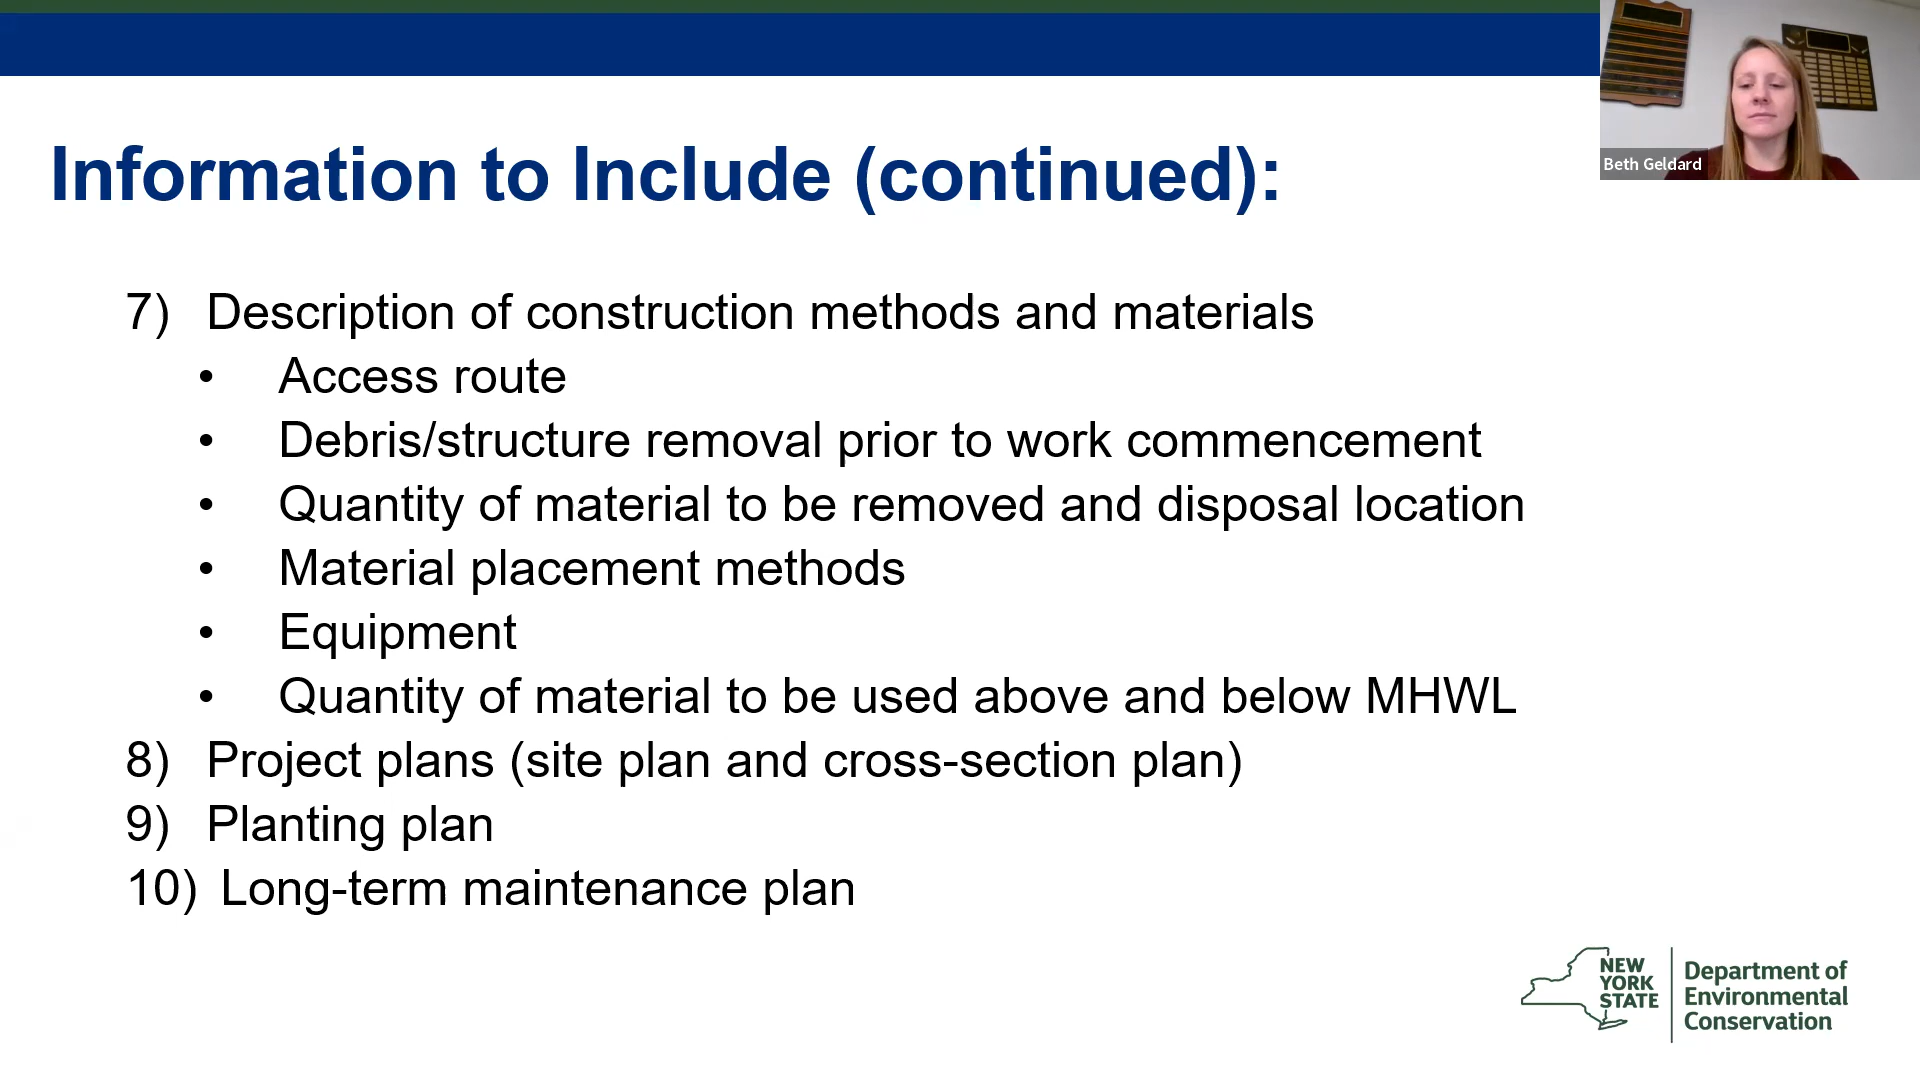 Information to Include (continued):
Beth Geldard
7) Description of construction methods and materials
• Access route
• Debris/structure removal prior to work commencement
• Quantity of material to be removed and disposal location
• Material placement methods
• Equipment
• Quantity of material to be used above and below MHWL
8) Project plans (site plan and cross-section plan)
9) Planting plan
10) Long-term maintenance plan
NEW
YORK
STATE
Department of
Environmental
Conservation